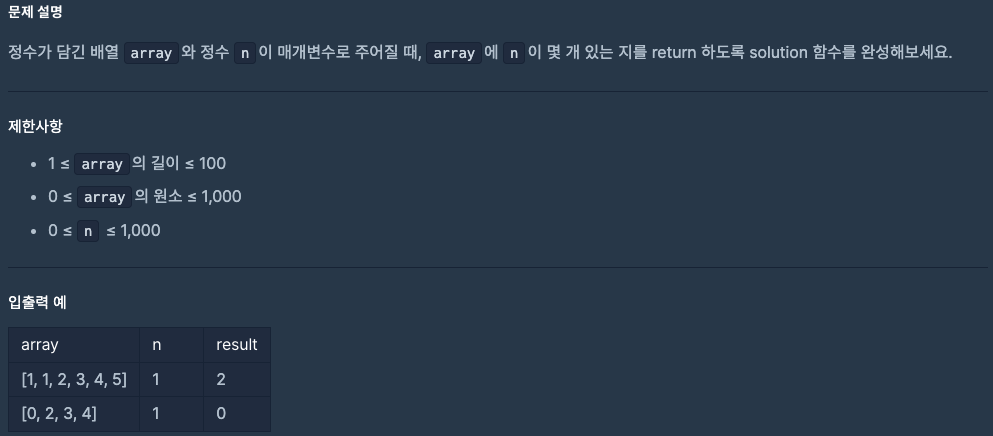 문제 설명
정수가 담긴 배열 array 와 정수 n 이 매개변수로 주어질 때, array 에 n 이 몇 개 있는 지를 return 하도록 solution 함수를 완성해보세요.
제한사항
• 1 ≤ array 의 길이 ≤ 100
• 0 ≤ array 의 원소 ≤ 1,000
• 0 ≤ n ≤ 1,000
입출력 예
array n result
[1, 1, 2, 3, 4, 5] 1 2
[0, 2, 3, 4] 1 0